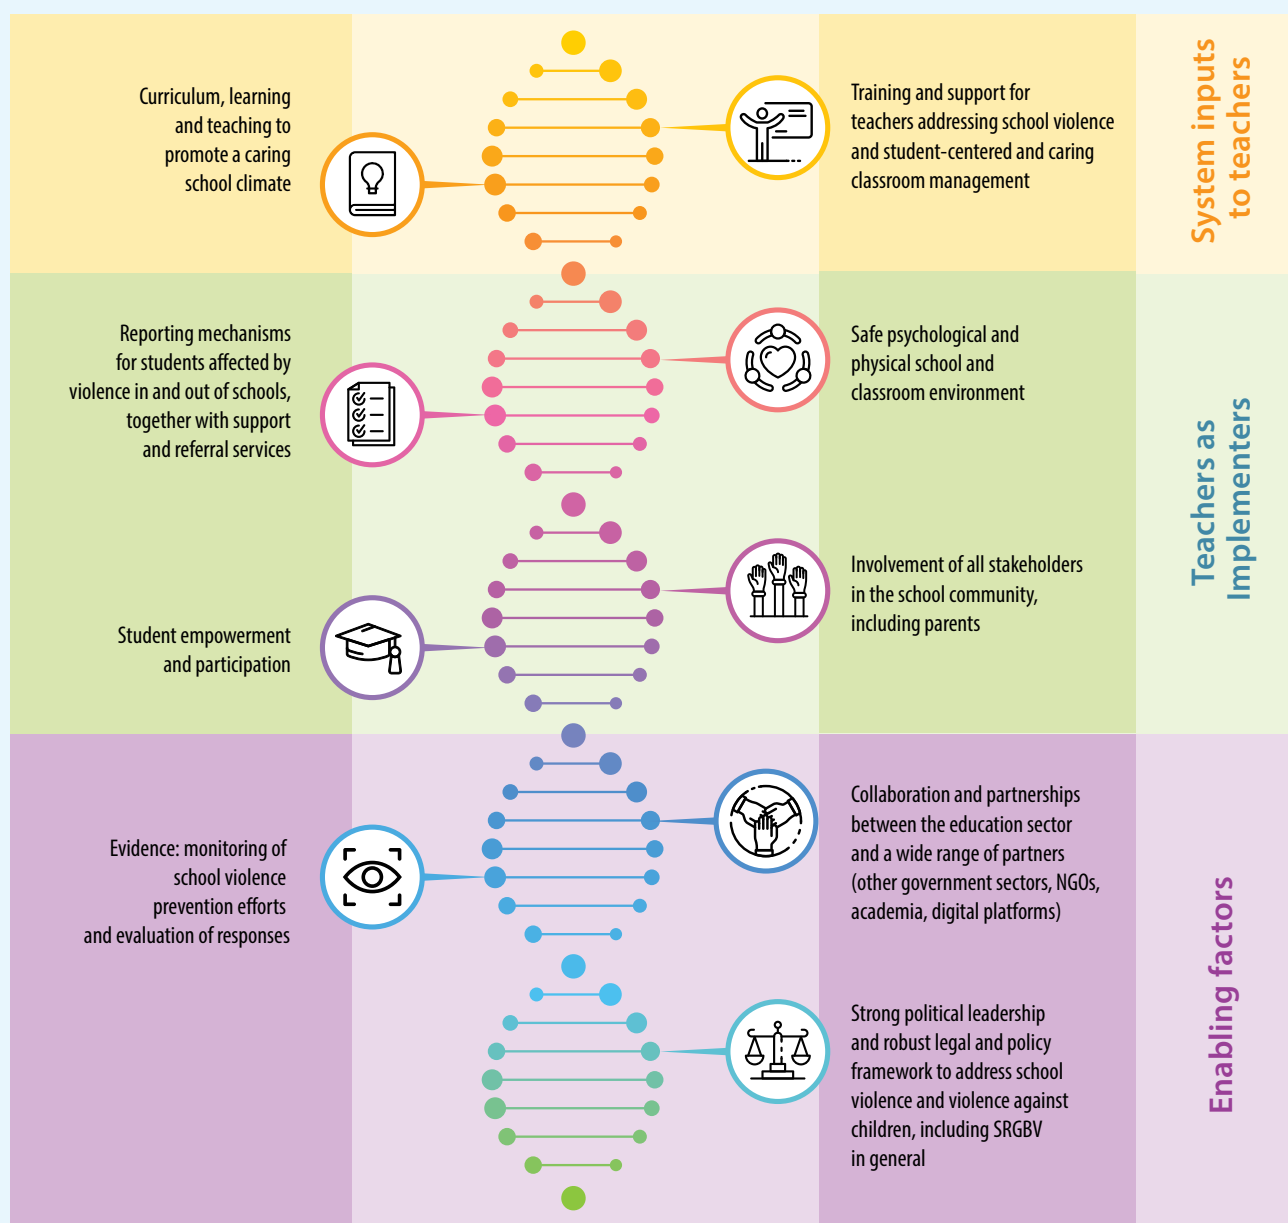 Curriculum, learning
and teaching to
promote a caring
school climate
Training and support for
teachers addressing school violence
and student-centered and caring
classroom management
System inputs
to teachers
Reporting mechanisms
for students affected by
violence in and out of schools,
together with support
and referral services
Safe psychological and
physical school and
classroom environment
Student empowerment
and participation
Involvement of all stakeholders
in the school community,
including parents
Teachers as
Implementers
Evidence: monitoring of
school violence
prevention efforts
and evaluation of responses
Collaboration and partnerships
between the education sector
and a wide range of partners
(other government sectors, NGOs,
academia, digital platforms)
Strong political leadership
and robust legal and policy
framework to address school
violence and violence against
children, including SRGBV
in general
Enabling factors